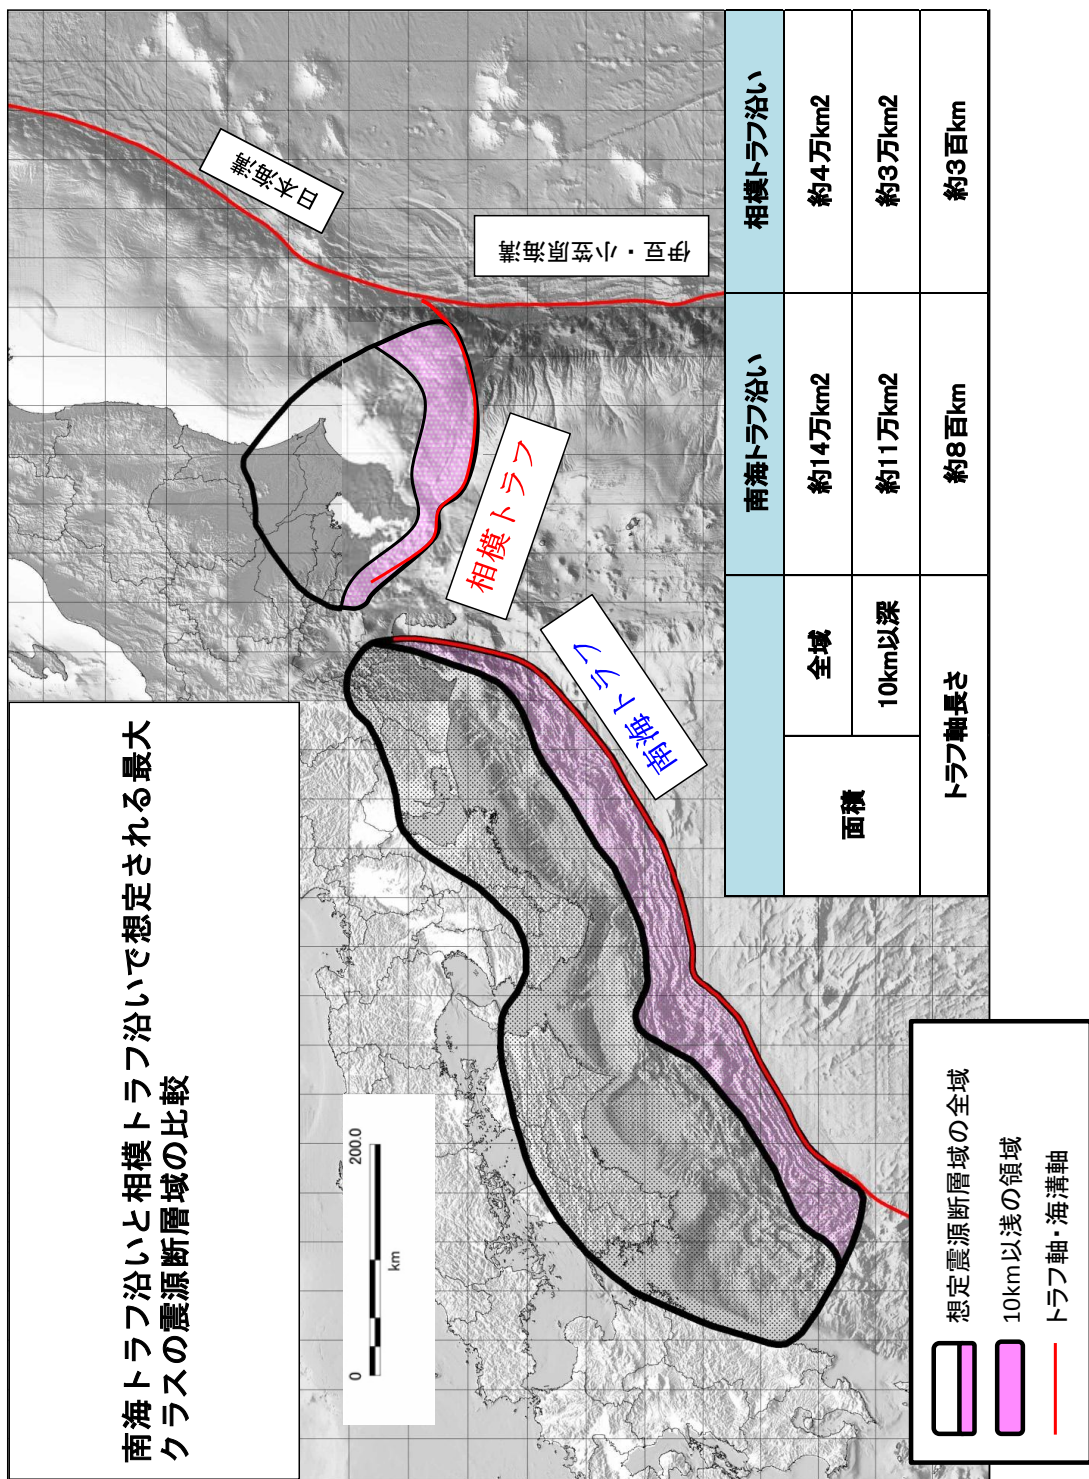 南海トラフ沿いと相模トラフ沿いで想定される最大
クラスの震源断層域の比較
日本海溝
伊豆・小笠原海溝
相模トラフ
南海トラフ
0
200.0
km
南海トラフ沿い
相模トラフ沿い
面積
全域
約14万km2
約4万km2
10km以深
約11万km2
約3万km2
トラフ軸長さ
約8百km
約3百km
想定震源断層域の全域
10km以浅の領域
トラフ軸・海溝軸